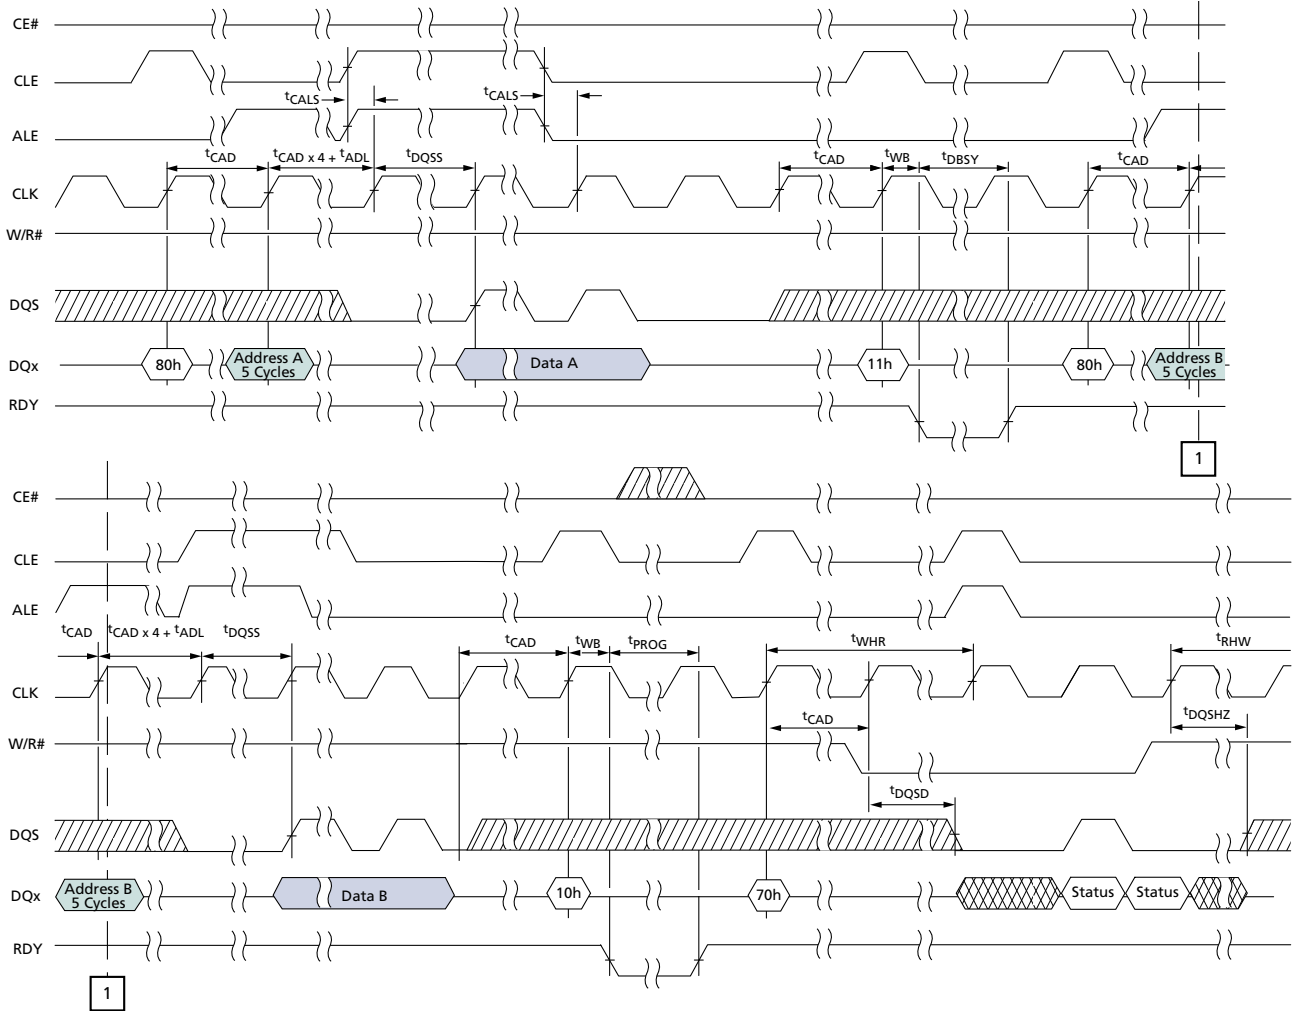 CE#
CLE
tCALS
tCALS
ALE
tCAD
tCAD x 4 + tADL
tDQSS
tCAD
tWB
tDBSY
tCAD
CLK
W/R#
DQS
DQx
80h
Address A
5 Cycles
Data A
11h
80h
Address B
5 Cycles
RDY
1
CE#
CLE
ALE
tCAD
tCAD x 4 + tADL
tDQSS
tCAD
tWB
tPROG
tWHR
tRHW
CLK
tCAD
tDQSHZ
W/R#
tDQSD
DQS
DQx
Address B
5 Cycles
Data B
10h
70h
Status
Status
RDY
1